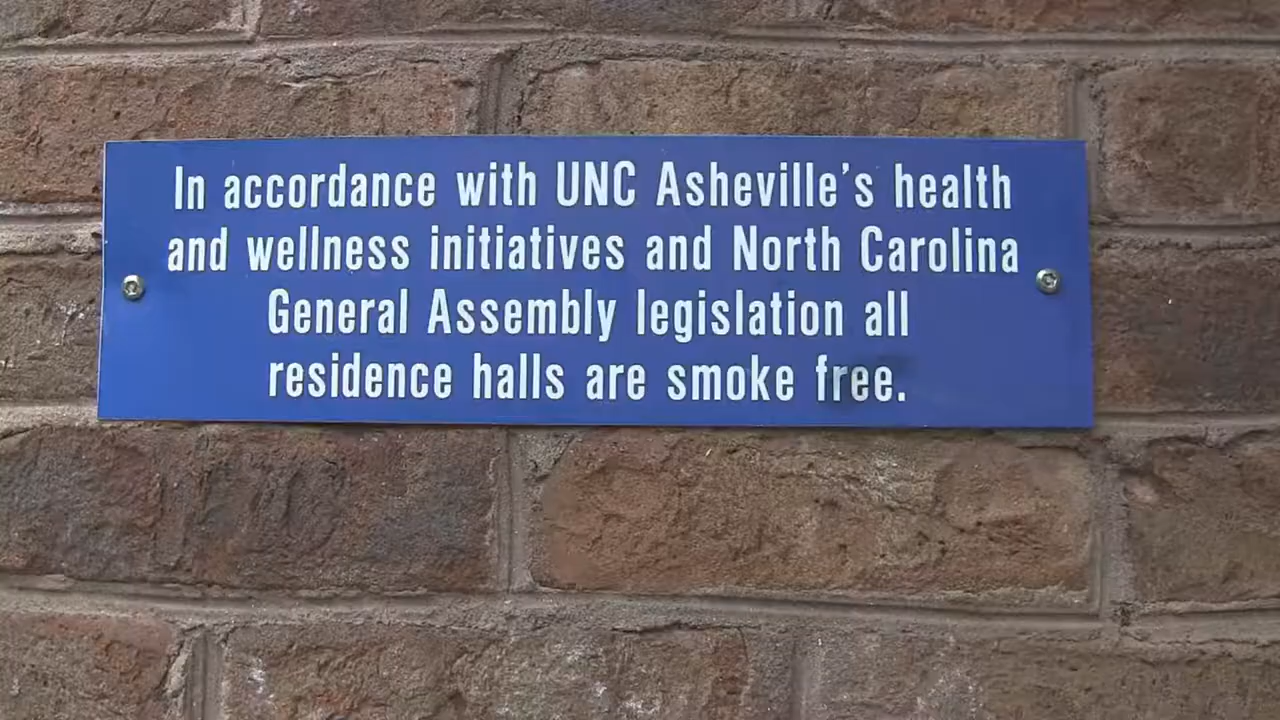 In accordance with UNC Asheville's health
and wellness initiatives and North Carolina
General Assembly legislation all
residence halls are smoke free.